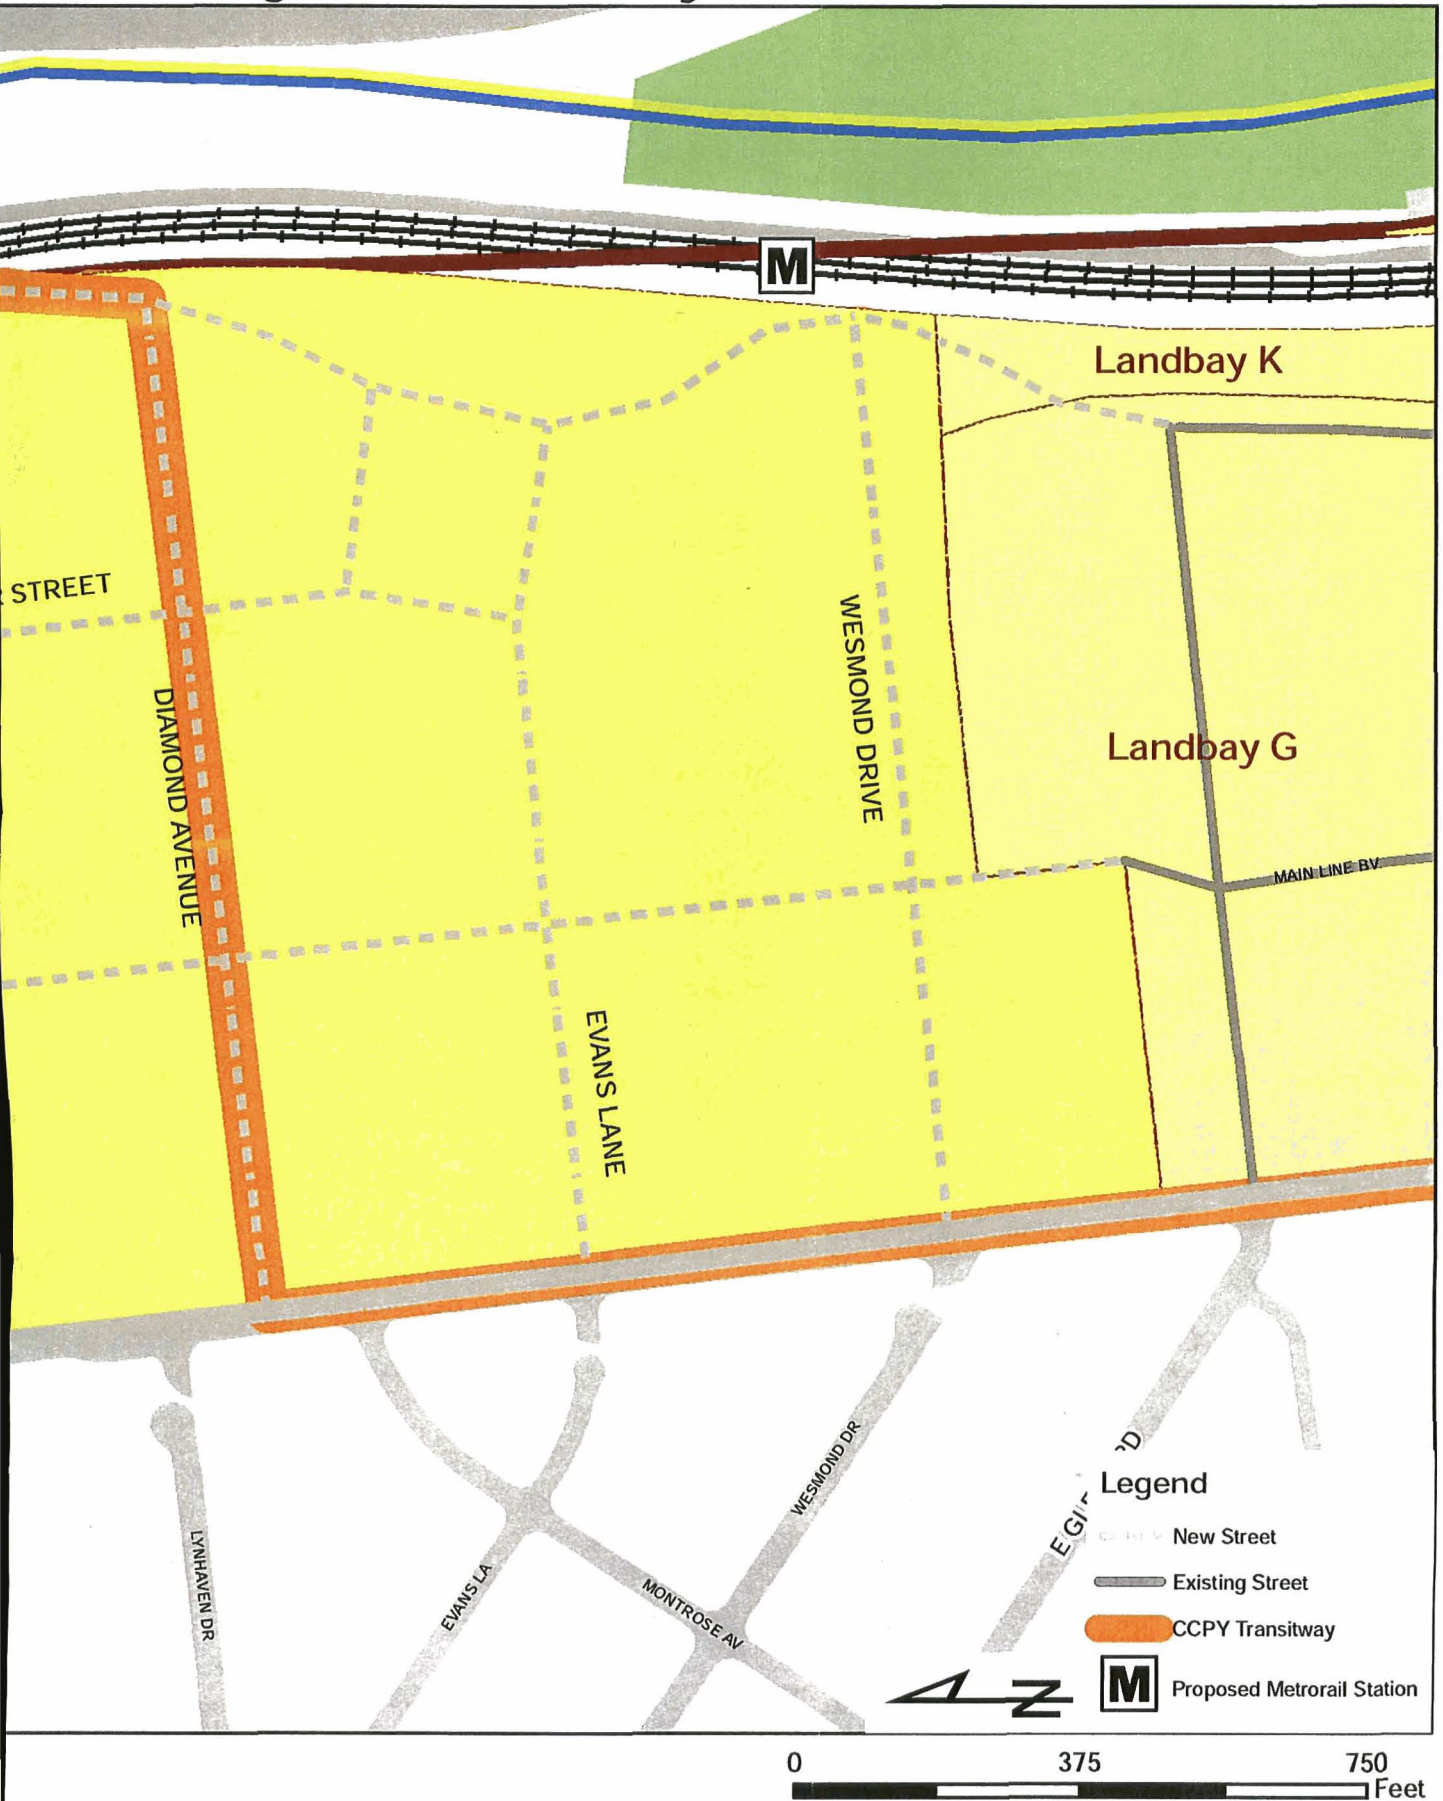 M
Landbay K
STREET
WESMOND DRIVE
DIAMOND AVENUE
Landbay G
MAIN LINE BV
EVANS LANE
WESMOND DR
LYNHAVEN DR
EVANS LA
MONTROSE AV
Legend
New Street
Existing Street
CCPY Transitway
M Proposed Metrorail Station
N
0 375 750
Feet